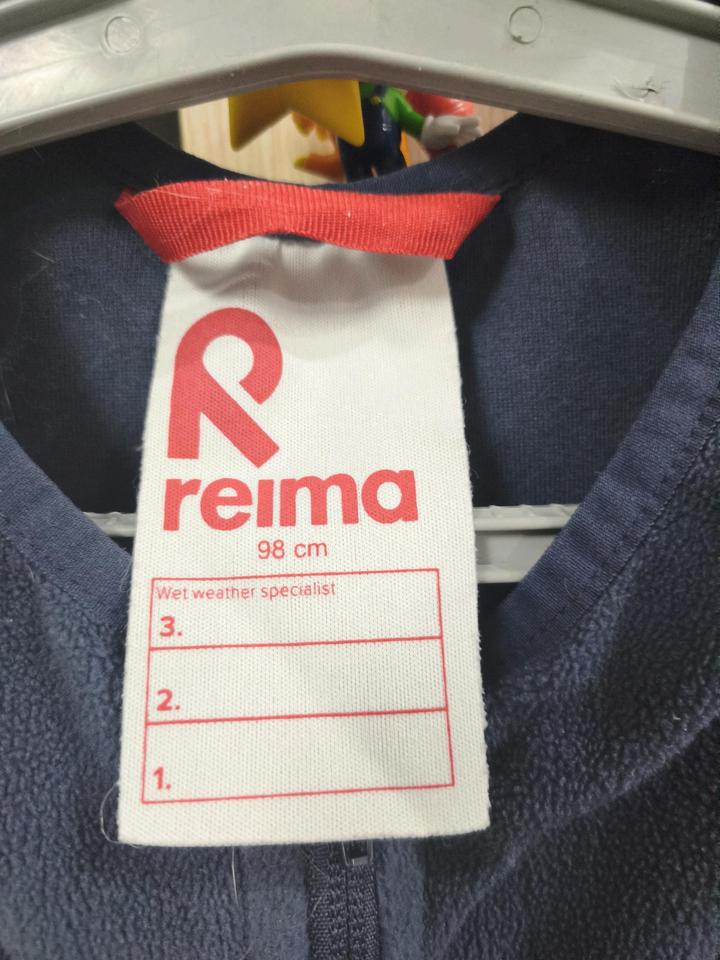 reima
98 cm
Wet weather specialist
3.
2.
1.